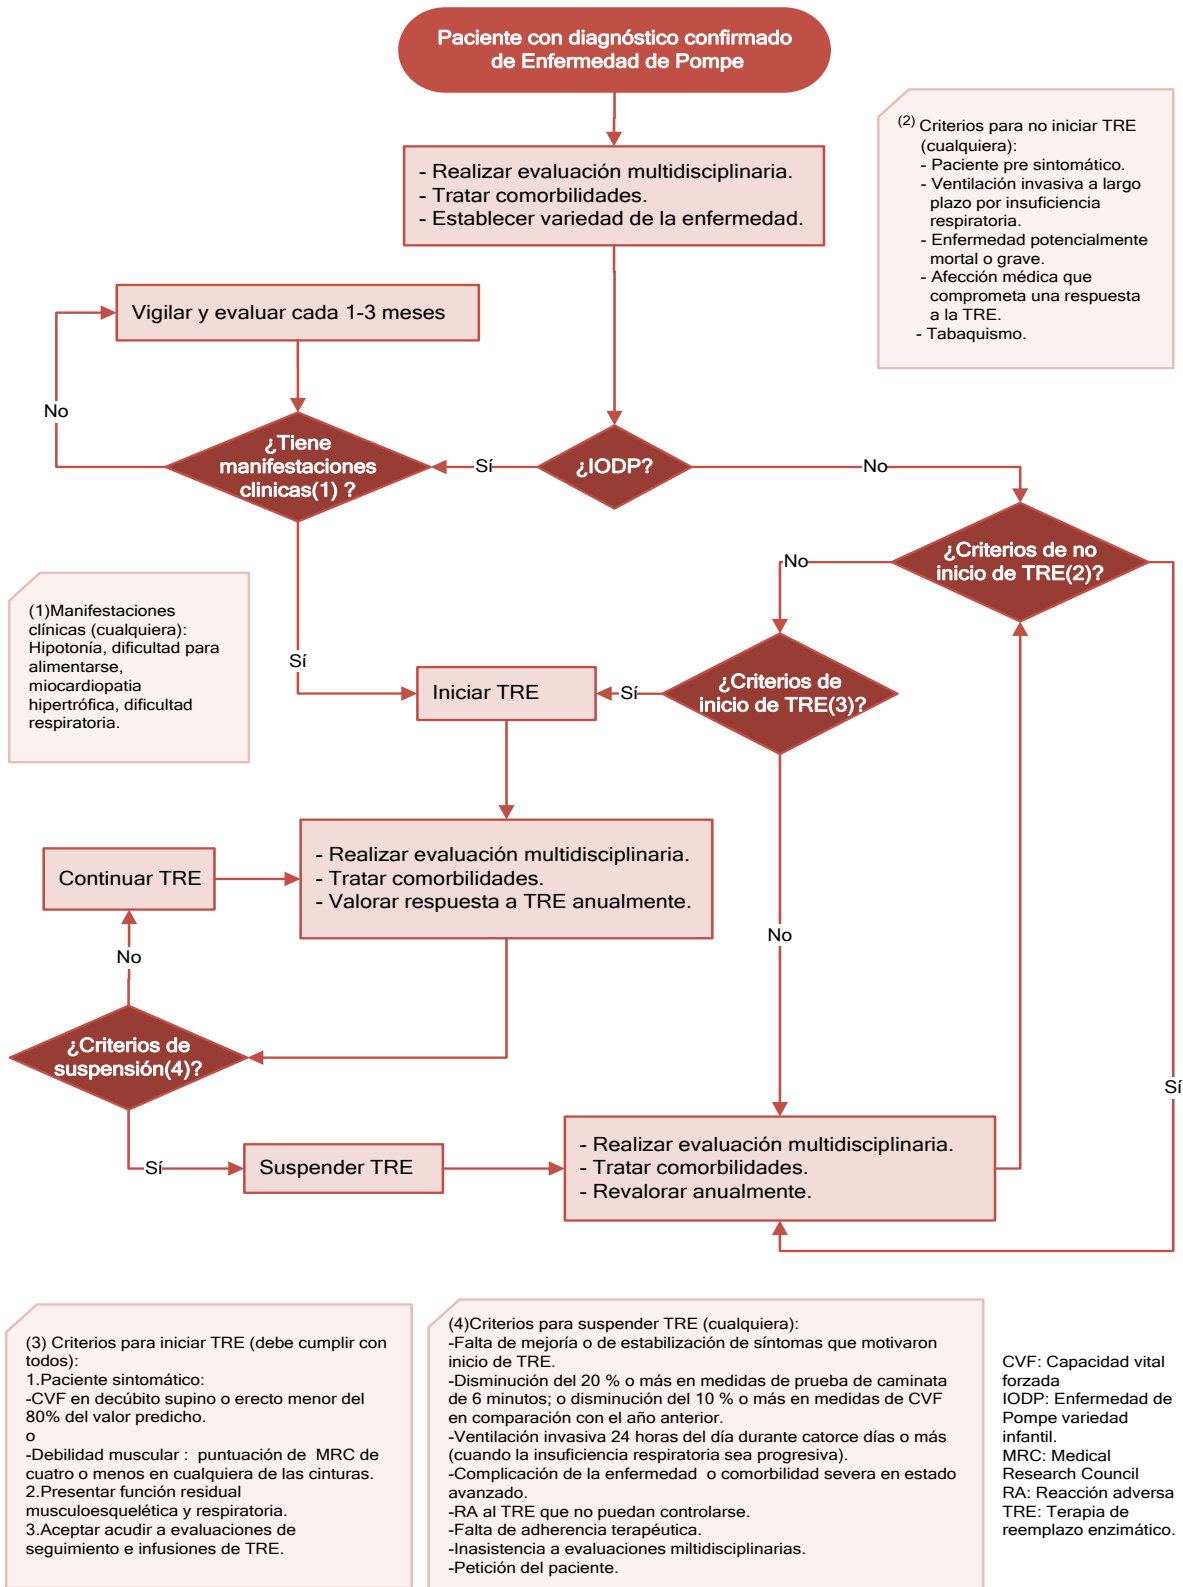 Paciente con diagnóstico confirmado
de Enfermedad de Pompe
(2) Criterios para no iniciar TRE
(cualquiera):
- Paciente pre sintomático.
- Ventilación invasiva a largo
plazo por insuficiencia
respiratoria.
- Enfermedad potencialmente
mortal o grave.
- Afección médica que
comprometa una respuesta
a la TRE.
- Tabaquismo.
- Realizar evaluación multidisciplinaria.
- Tratar comorbilidades.
- Establecer variedad de la enfermedad.
Vigilar y evaluar cada 1-3 meses
No
¿Tiene
manifestaciones
clinicas(1) ?
Sí
¿IODP?
No
¿Criterios de no
inicio de TRE(2)?
No
(1)Manifestaciones
clínicas (cualquiera):
Hipotonía, dificultad para
alimentarse,
miocardiopatia
hipertrófica, dificultad
respiratoria.
Sí
Iniciar TRE
Sí
¿Criterios de
inicio de TRE(3)?
- Realizar evaluación multidisciplinaria.
- Tratar comorbilidades.
- Valorar respuesta a TRE anualmente.
Continuar TRE
No
No
¿Criterios de
suspensión(4)?
Sí
Sí
Suspender TRE
- Realizar evaluación multidisciplinaria.
- Tratar comorbilidades.
- Revalorar anualmente.
(3) Criterios para iniciar TRE (debe cumplir con
todos):
1.Paciente sintomático:
-CVF en decúbito supino o erecto menor del
80% del valor predicho.
o
-Debilidad muscular : puntuación de MRC de
cuatro o menos en cualquiera de las cinturas.
2.Presentar función residual
musculoesquelética y respiratoria.
3.Aceptar acudir a evaluaciones de
seguimiento e infusiones de TRE.
(4)Criterios para suspender TRE (cualquiera):
-Falta de mejoría o de estabilización de síntomas que motivaron
inicio de TRE.
-Disminución del 20 % o más en medidas de prueba de caminata
de 6 minutos; o disminución del 10 % o más en medidas de CVF
en comparación con el año anterior.
-Ventilación invasiva 24 horas del día durante catorce días o más
(cuando la insuficiencia respiratoria sea progresiva).
-Complicación de la enfermedad o comorbilidad severa en estado
avanzado.
-RA al TRE que no puedan controlarse.
-Falta de adherencia terapéutica.
-Inasistencia a evaluaciones miltidisciplinarias.
-Petición del paciente.
CVF: Capacidad vital
forzada
IODP: Enfermedad de
Pompe variedad
infantil.
MRC: Medical
Research Council
RA: Reacción adversa
TRE: Terapia de
reemplazo enzimático.